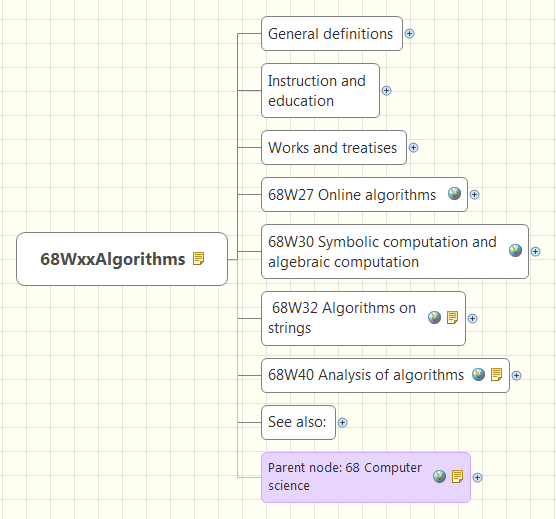 General definitions
Instruction and
education
Works and treatises
68W27 Online algorithms
68W30 Symbolic computation and
algebraic computation
68WxxAlgorithms
68W32 Algorithms on
strings
68W40 Analysis of algorithms
See also:
Parent node: 68 Computer
science